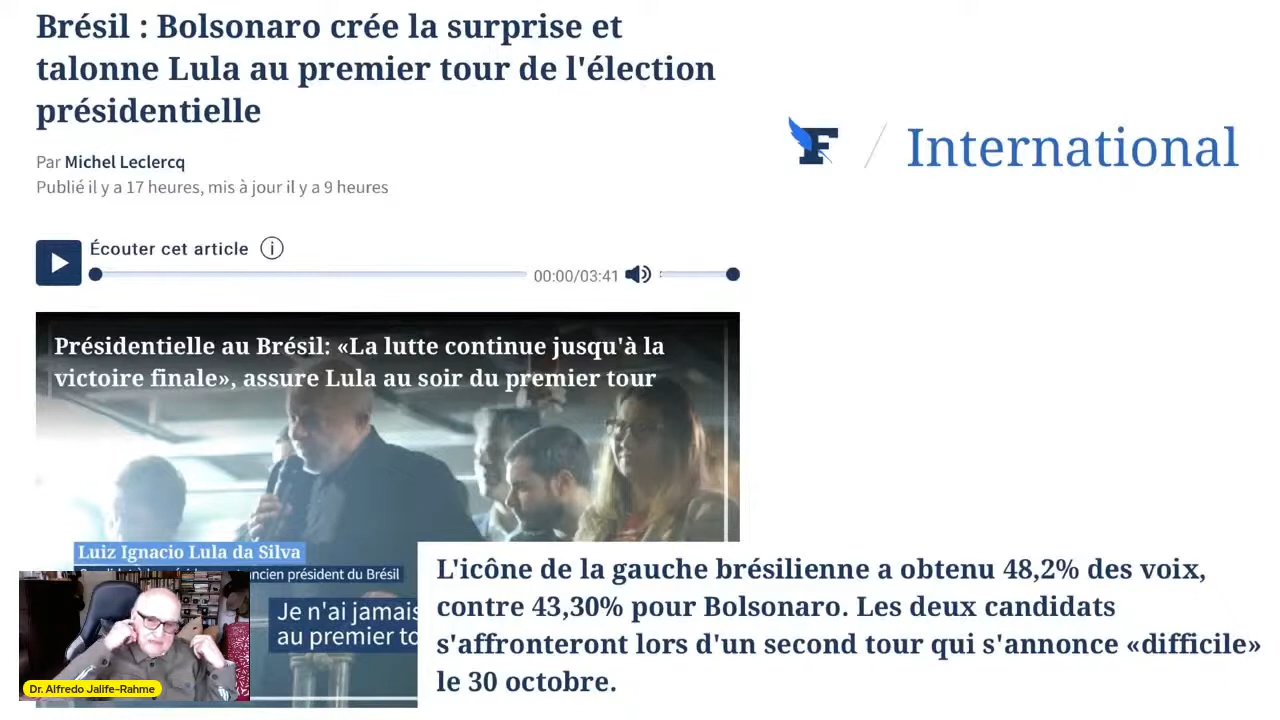 Brésil : Bolsonaro crée la surprise et
talonne Lula au premier tour de l'élection
présidentielle
Par Michel Leclercq
Publié il y a 17 heures, mis à jour il y a 9 heures
F / International
Écouter cet article
00:00/03:41
Présidentielle au Brésil: «La lutte continue jusqu'à la
victoire finale», assure Lula au soir du premier tour
Luiz Ignacio Lula da Silva
ancien président du Brésil
Je n'ai jamais
au premier to
L'icône de la gauche brésilienne a obtenu 48,2% des voix,
contre 43,30% pour Bolsonaro. Les deux candidats
s'affronteront lors d'un second tour qui s'annonce «difficile»
le 30 octobre.
Dr. Alfredo Jalife-Rahme